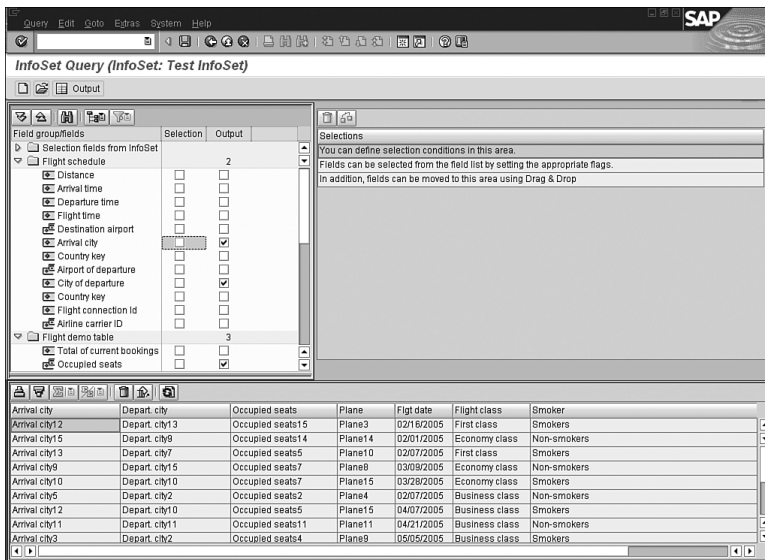 Query Edit Goto Extras System Help
SAP
InfoSet Query (InfoSet: Test InfoSet)
Output
Field group/fields Selection Output
Selection fields from InfoSet
Flight schedule 2
Distance
Arrival time
Departure time
Flight time
Destination airport
Arrival city
Country key
Airport of departure
City of departure
Country key
Flight connection Id
Airline carrier ID
Flight demo table 3
Total of current bookings
Occupied seats
Selections
You can define selection conditions in this area.
Fields can be selected from the field list by setting the appropriate flags.
In addition, fields can be moved to this area using Drag & Drop
Arrival city Depart. city Occupied seats Plane Flgt date Flight class Smoker
Arrival city12 Depart. city13 Occupied seats15 Plane3 02/16/2005 First class Smokers
Arrival city15 Depart. city9 Occupied seats14 Plane14 02/01/2005 Economy class Non-smokers
Arrival city13 Depart. city7 Occupied seats5 Plane10 02/07/2005 First class Smokers
Arrival city9 Depart. city15 Occupied seats7 Plane8 03/09/2005 Economy class Non-smokers
Arrival city10 Depart. city10 Occupied seats7 Plane15 03/28/2005 Economy class Smokers
Arrival city5 Depart. city2 Occupied seats2 Plane4 02/07/2005 Business class Non-smokers
Arrival city12 Depart. city10 Occupied seats5 Plane15 04/07/2005 Business class Smokers
Arrival city11 Depart. city11 Occupied seats11 Plane11 04/21/2005 Business class Non-smokers
Arrival city3 Depart. city2 Occupied seats4 Plane9 05/05/2005 Business class Smokers